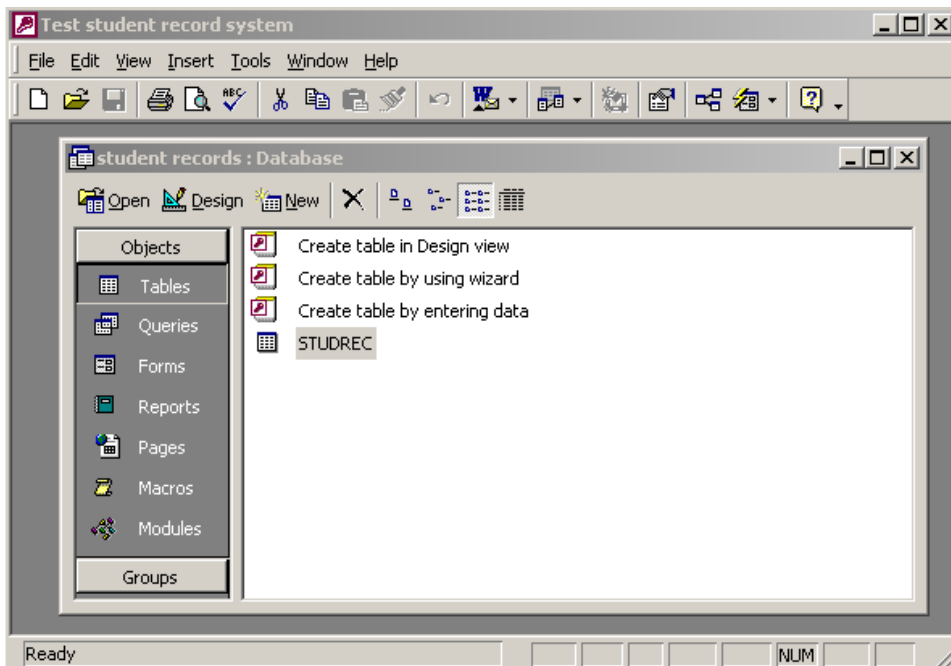 Test student record system
File Edit View Insert Tools Window Help
ABC
student records : Database
Open Design New
Objects
Tables
Queries
Forms
Reports
Pages
Macros
Modules
Groups
Create table in Design view
Create table by using wizard
Create table by entering data
STUDREC
Ready NUM